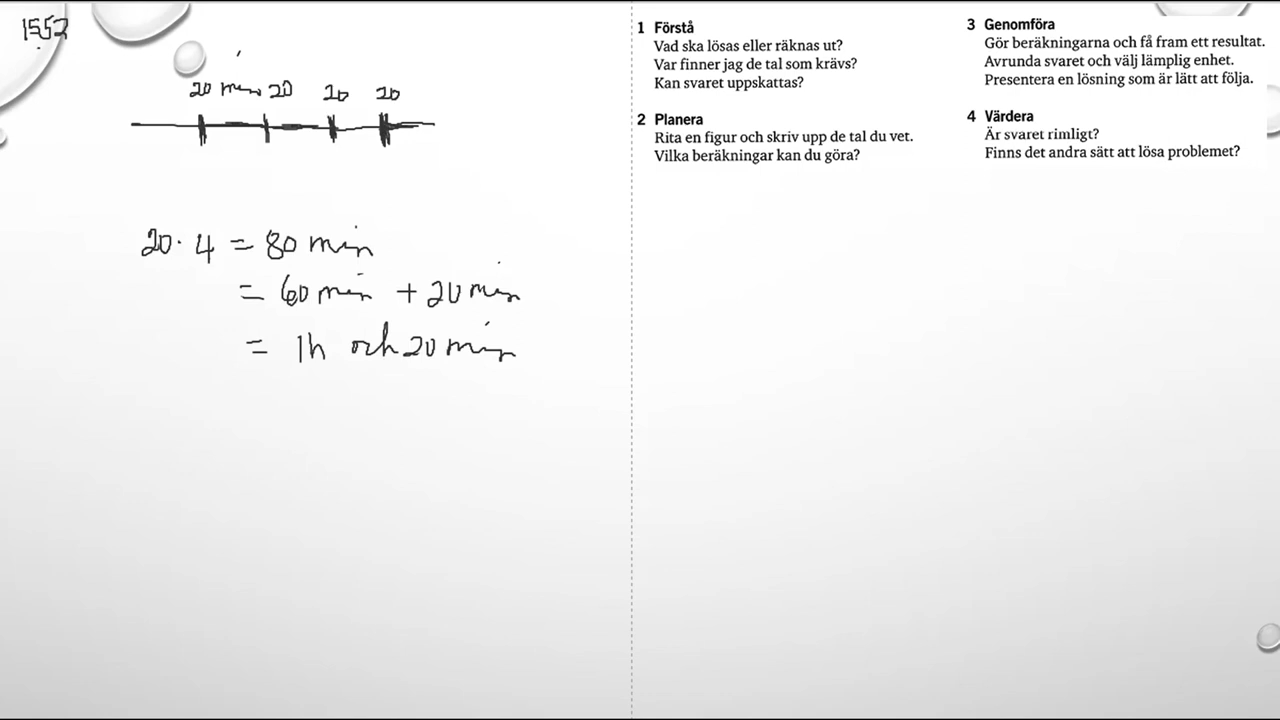 1552
20 min 20 20 20
20 · 4 = 80 min
= 60 min + 20 min
= 1h och 20 min
1 Förstå
Vad ska lösas eller räknas ut?
Var finner jag de tal som krävs?
Kan svaret uppskattas?
2 Planera
Rita en figur och skriv upp de tal du vet.
Vilka beräkningar kan du göra?
3 Genomföra
Gör beräkningarna och få fram ett resultat.
Avrunda svaret och välj lämplig enhet.
Presentera en lösning som är lätt att följa.
4 Värdera
Är svaret rimligt?
Finns det andra sätt att lösa problemet?